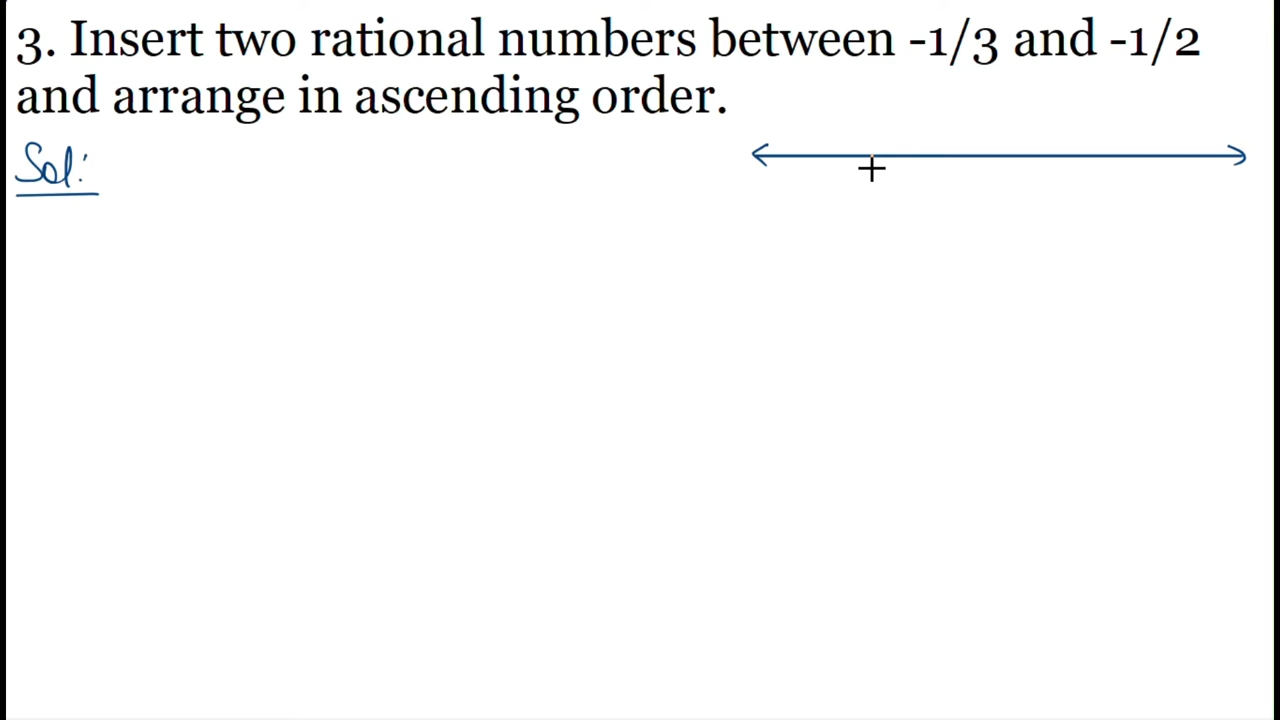 3. Insert two rational numbers between -1/3 and -1/2
and arrange in ascending order.
Sol: